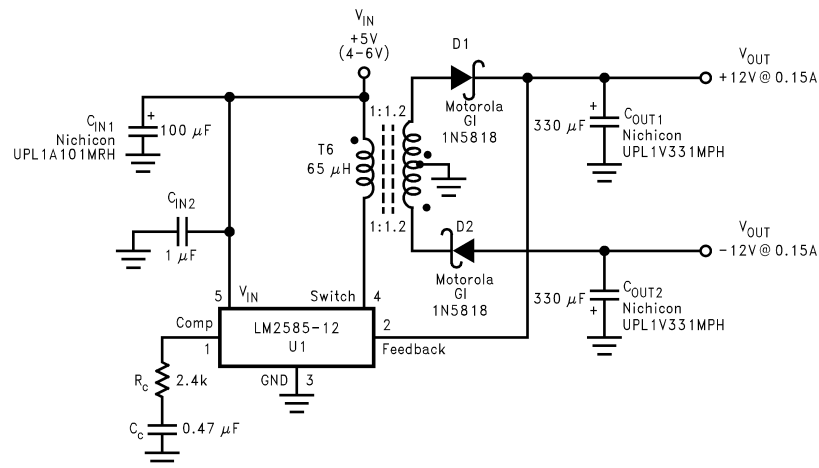 VIN
+5V
(4-6V)
D1
VOUT
+12V@0.15A
Motorola
GI
1N5818
CIN1
Nichicon
UPL1A101MRH
+
100 μF
1:1.2
T6
65 μH
330 μF
+
COUT1
Nichicon
UPL1V331MPH
CIN2
1 μF
1:1.2
D2
VOUT
-12V@0.15A
Motorola
GI
1N5818
330 μF
+
COUT2
Nichicon
UPL1V331MPH
5
VIN
Switch
4
Comp
1
LM2585-12
U1
2
Feedback
GND
3
Rc
2.4k
Cc
0.47 μF